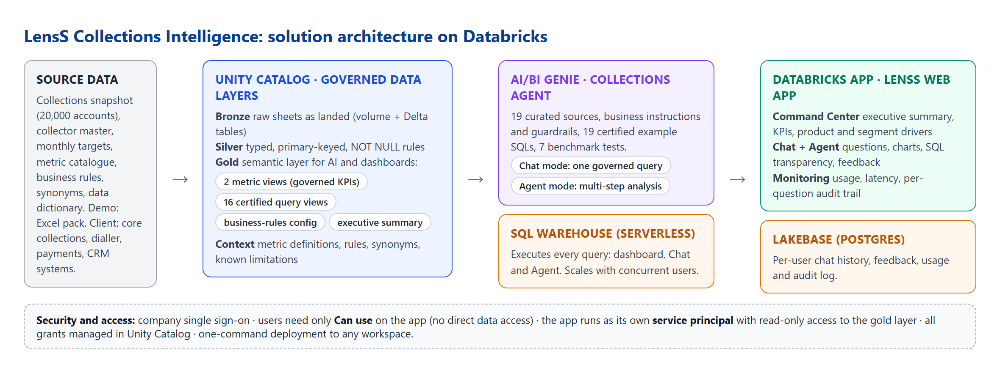 LensS Collections Intelligence: solution architecture on Databricks
SOURCE DATA
Collections snapshot
(20,000 accounts),
collector master,
monthly targets,
metric catalogue,
business rules,
synonyms, data
dictionary. Demo:
Excel pack. Client: core
collections, dialler,
payments, CRM
systems.
→
UNITY CATALOG · GOVERNED DATA
LAYERS
Bronze raw sheets as landed (volume + Delta
tables)
Silver typed, primary-keyed, NOT NULL rules
Gold semantic layer for AI and dashboards:
2 metric views (governed KPIs)
16 certified query views
business-rules config
executive summary
Context metric definitions, rules, synonyms,
known limitations
→
AI/BI GENIE · COLLECTIONS
AGENT
19 curated sources, business instructions
and guardrails, 19 certified example
SQLs, 7 benchmark tests.
Chat mode: one governed query
Agent mode: multi-step analysis
SQL WAREHOUSE (SERVERLESS)
Executes every query: dashboard, Chat
and Agent. Scales with concurrent users.
→
DATABRICKS APP · LENSS WEB
APP
Command Center executive summary,
KPIs, product and segment drivers
Chat + Agent questions, charts, SQL
transparency, feedback
Monitoring usage, latency, per-
question audit trail
LAKEBASE (POSTGRES)
Per-user chat history, feedback, usage
and audit log.
Security and access: company single sign-on · users need only Can use on the app (no direct data access) · the app runs as its own service principal with read-only access to the gold layer · all
grants managed in Unity Catalog · one-command deployment to any workspace.